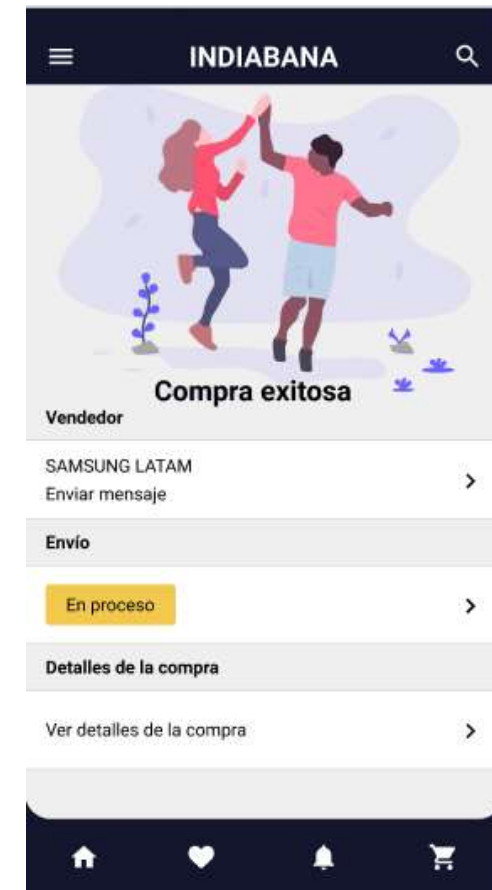 INDIABANA
Compra exitosa
Vendedor
SAMSUNG LATAM
Enviar mensaje
Envío
En proceso
Detalles de la compra
Ver detalles de la compra